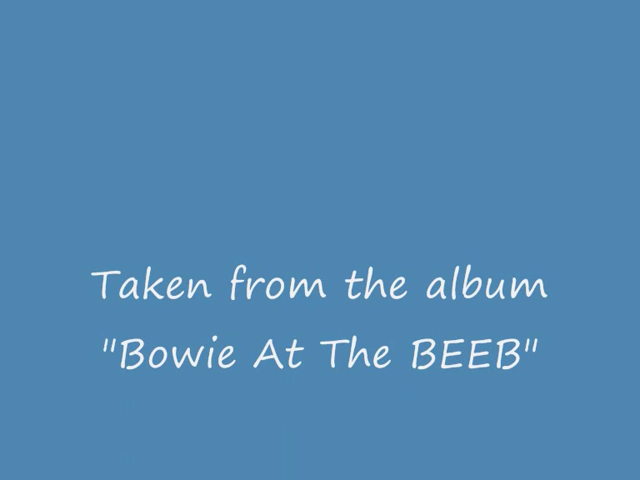 Taken from the album
"Bowie At The BEEB"